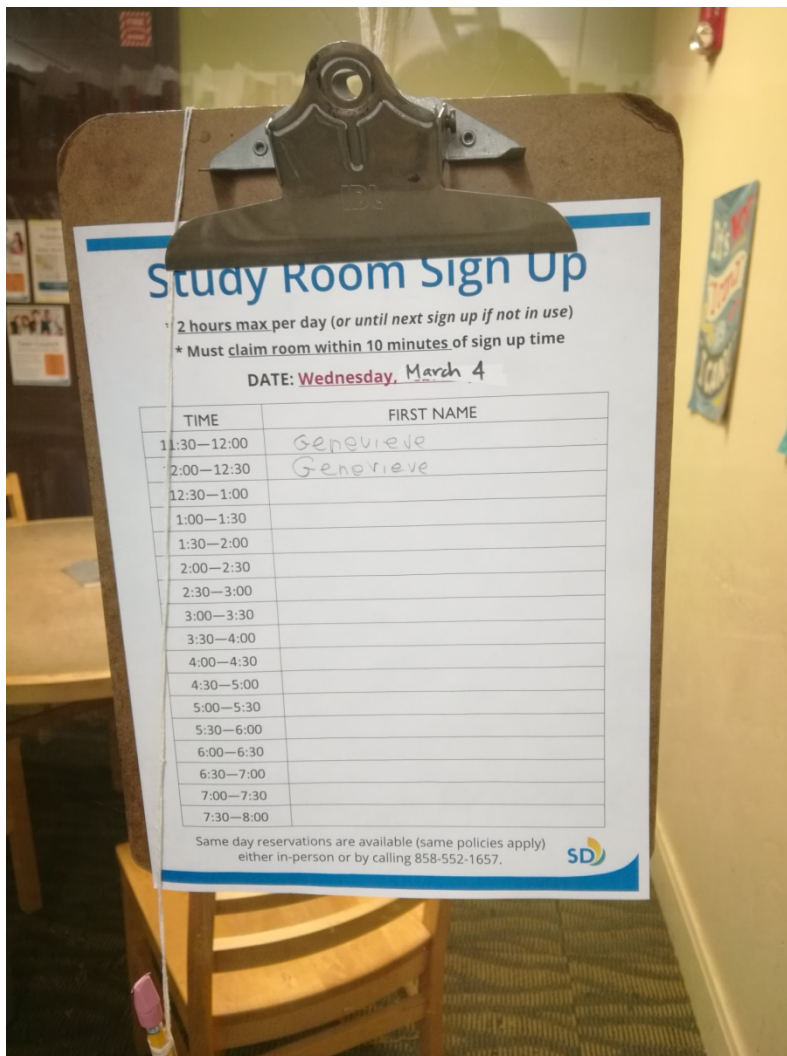 Study Room Sign Up
* 2 hours max per day (or until next sign up if not in use)
* Must claim room within 10 minutes of sign up time
DATE: Wednesday, March 4
TIME FIRST NAME
11:30—12:00 Genevieve
12:00—12:30 Genevieve
12:30—1:00
1:00—1:30
1:30—2:00
2:00—2:30
2:30—3:00
3:00—3:30
3:30—4:00
4:00—4:30
4:30—5:00
5:00—5:30
5:30—6:00
6:00—6:30
6:30—7:00
7:00—7:30
7:30—8:00
Same day reservations are available (same policies apply)
either in-person or by calling 858-552-1657.
SD